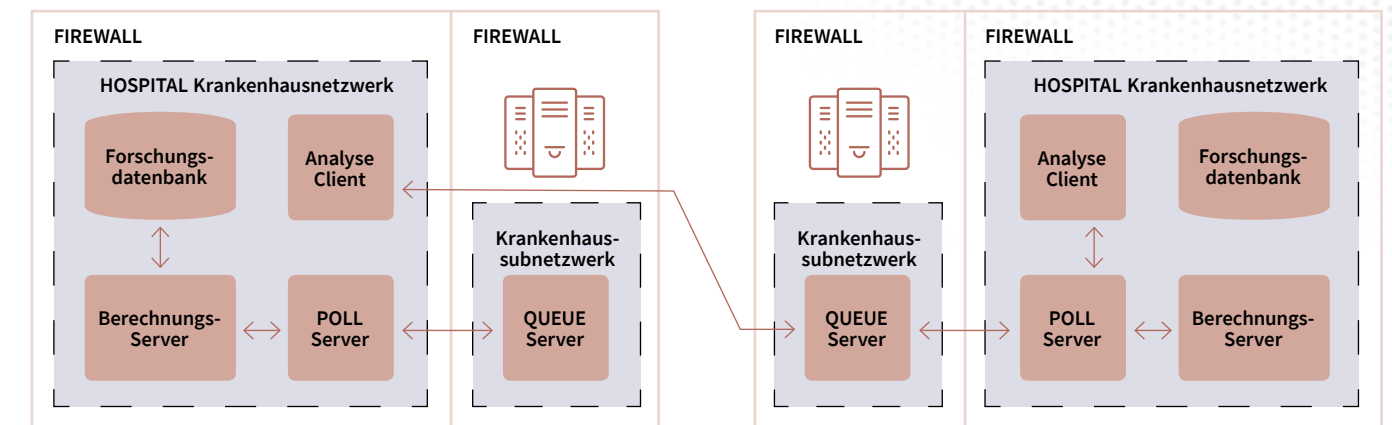 FIREWALL
HOSPITAL Krankenhausnetzwerk
Forschungs-
datenbank
Analyse
Client
Berechnungs-
Server
POLL
Server
FIREWALL
Krankenhaus-
subnetzwerk
QUEUE
Server
FIREWALL
Krankenhaus-
subnetzwerk
QUEUE
Server
FIREWALL
HOSPITAL Krankenhausnetzwerk
Analyse
Client
Forschungs-
datenbank
POLL
Server
Berechnungs-
Server